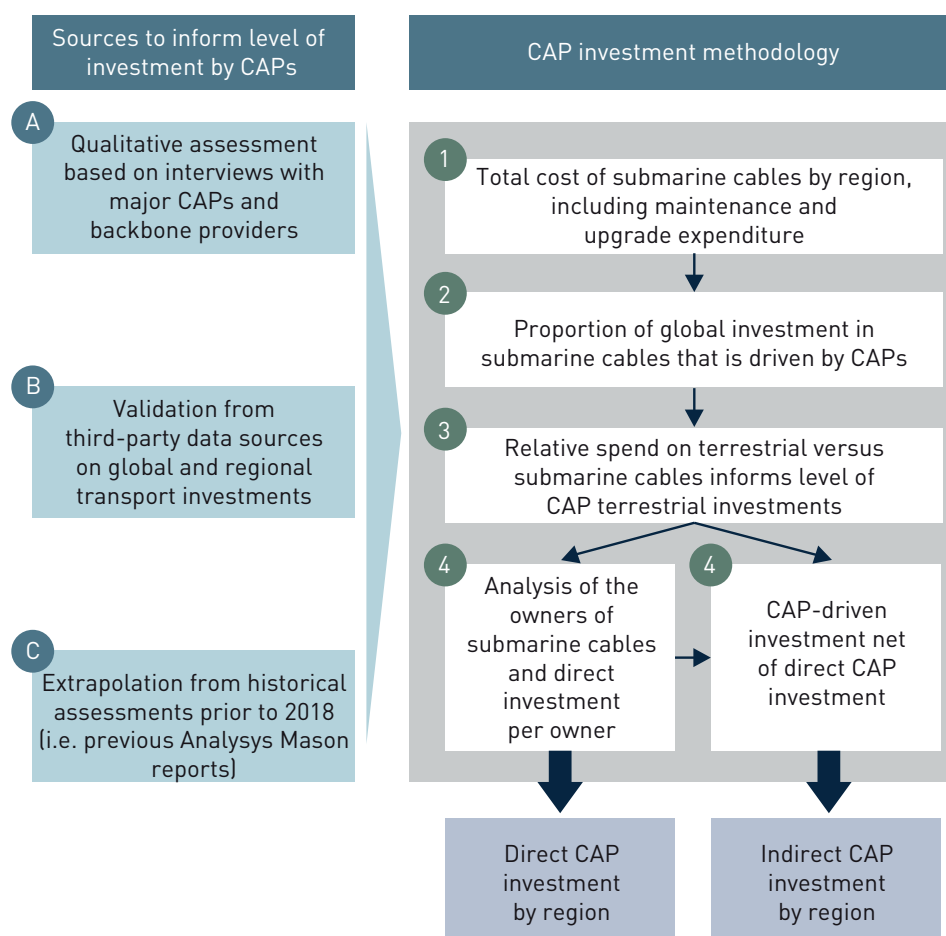 Sources to inform level of
investment by CAPs
A
Qualitative assessment
based on interviews with
major CAPs and
backbone providers
B
Validation from
third-party data sources
on global and regional
transport investments
C
Extrapolation from historical
assessments prior to 2018
(i.e. previous Analysys Mason
reports)
CAP investment methodology
1
Total cost of submarine cables by region,
including maintenance and
upgrade expenditure
2
Proportion of global investment in
submarine cables that is driven by CAPs
3
Relative spend on terrestrial versus
submarine cables informs level of
CAP terrestrial investments
4
Analysis of the
owners of
submarine cables
and direct
investment
per owner
4
CAP-driven
investment net
of direct CAP
investment
Direct CAP
investment
by region
Indirect CAP
investment
by region